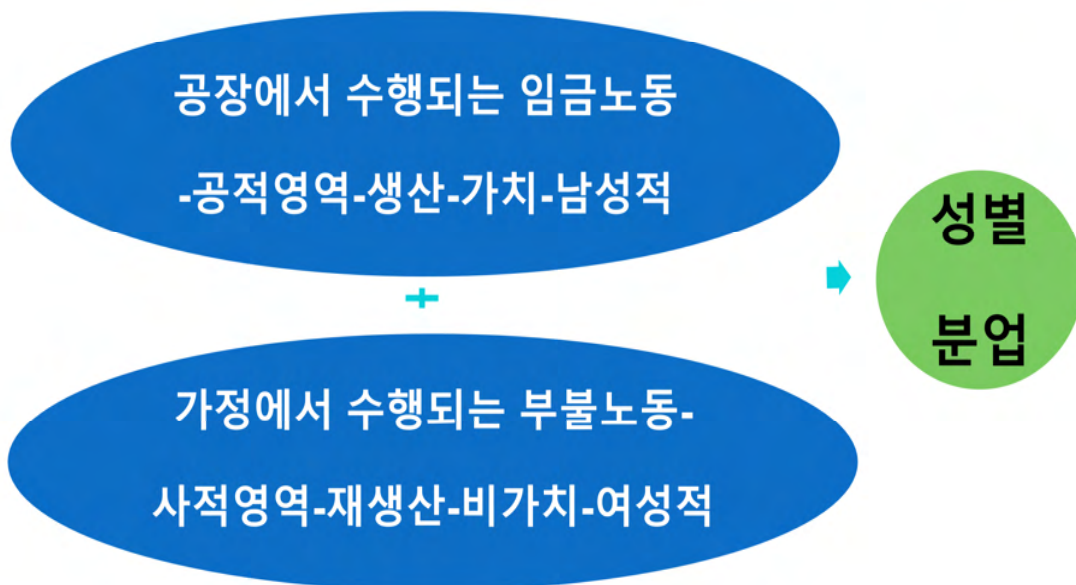 공장에서 수행되는 임금노동
-공적영역-생산-가치-남성적
+
가정에서 수행되는 부불노동-
사적영역-재생산-비가치-여성적
성별
분업